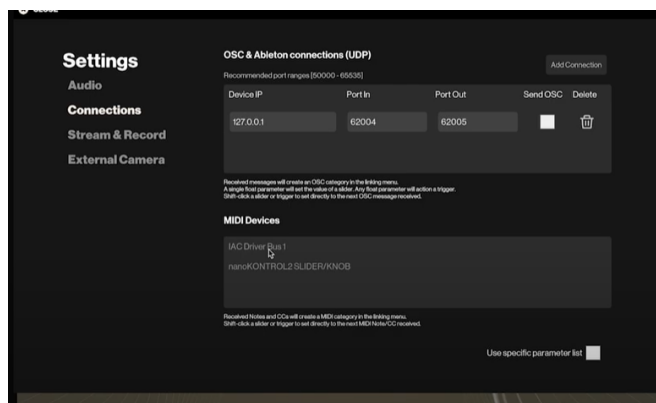 CLOSE
Settings
Audio
Connections
Stream & Record
External Camera
OSC & Ableton connections (UDP)
Add Connection
Recommended port ranges [50000 - 65535]
Device IP Port In Port Out Send OSC Delete
127.0.0.1 62004 62005
Received messages will create an OSC category in the linking menu.
A single float parameter will set the value of a slider. Any float parameter will action a trigger.
Shift-click a slider or trigger to set directly to the next OSC message received.
MIDI Devices
IAC Driver Bus 1
nanoKONTROL2 SLIDER/KNOB
Received Notes and CCs will create a MIDI category in the linking menu.
Shift-click a slider or trigger to set directly to the next MIDI Note/CC received.
Use specific parameter list